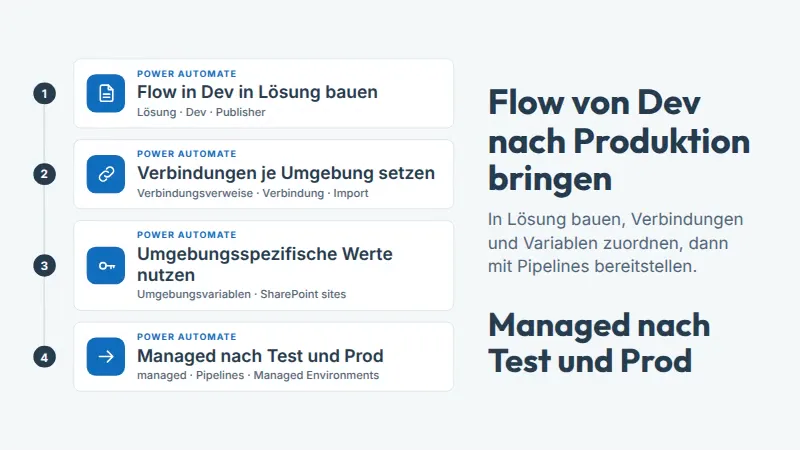 1
POWER AUTOMATE
Flow in Dev in Lösung bauen
Lösung · Dev · Publisher
2
POWER AUTOMATE
Verbindungen je Umgebung setzen
Verbindungsverweise · Verbindung · Import
3
POWER AUTOMATE
Umgebungsspezifische Werte
nutzen
Umgebungsvariablen · SharePoint sites
4
POWER AUTOMATE
Managed nach Test und Prod
managed · Pipelines · Managed Environments
Flow von Dev
nach Produktion
bringen
In Lösung bauen, Verbindungen
und Variablen zuordnen, dann
mit Pipelines bereitstellen.
Managed nach
Test und Prod